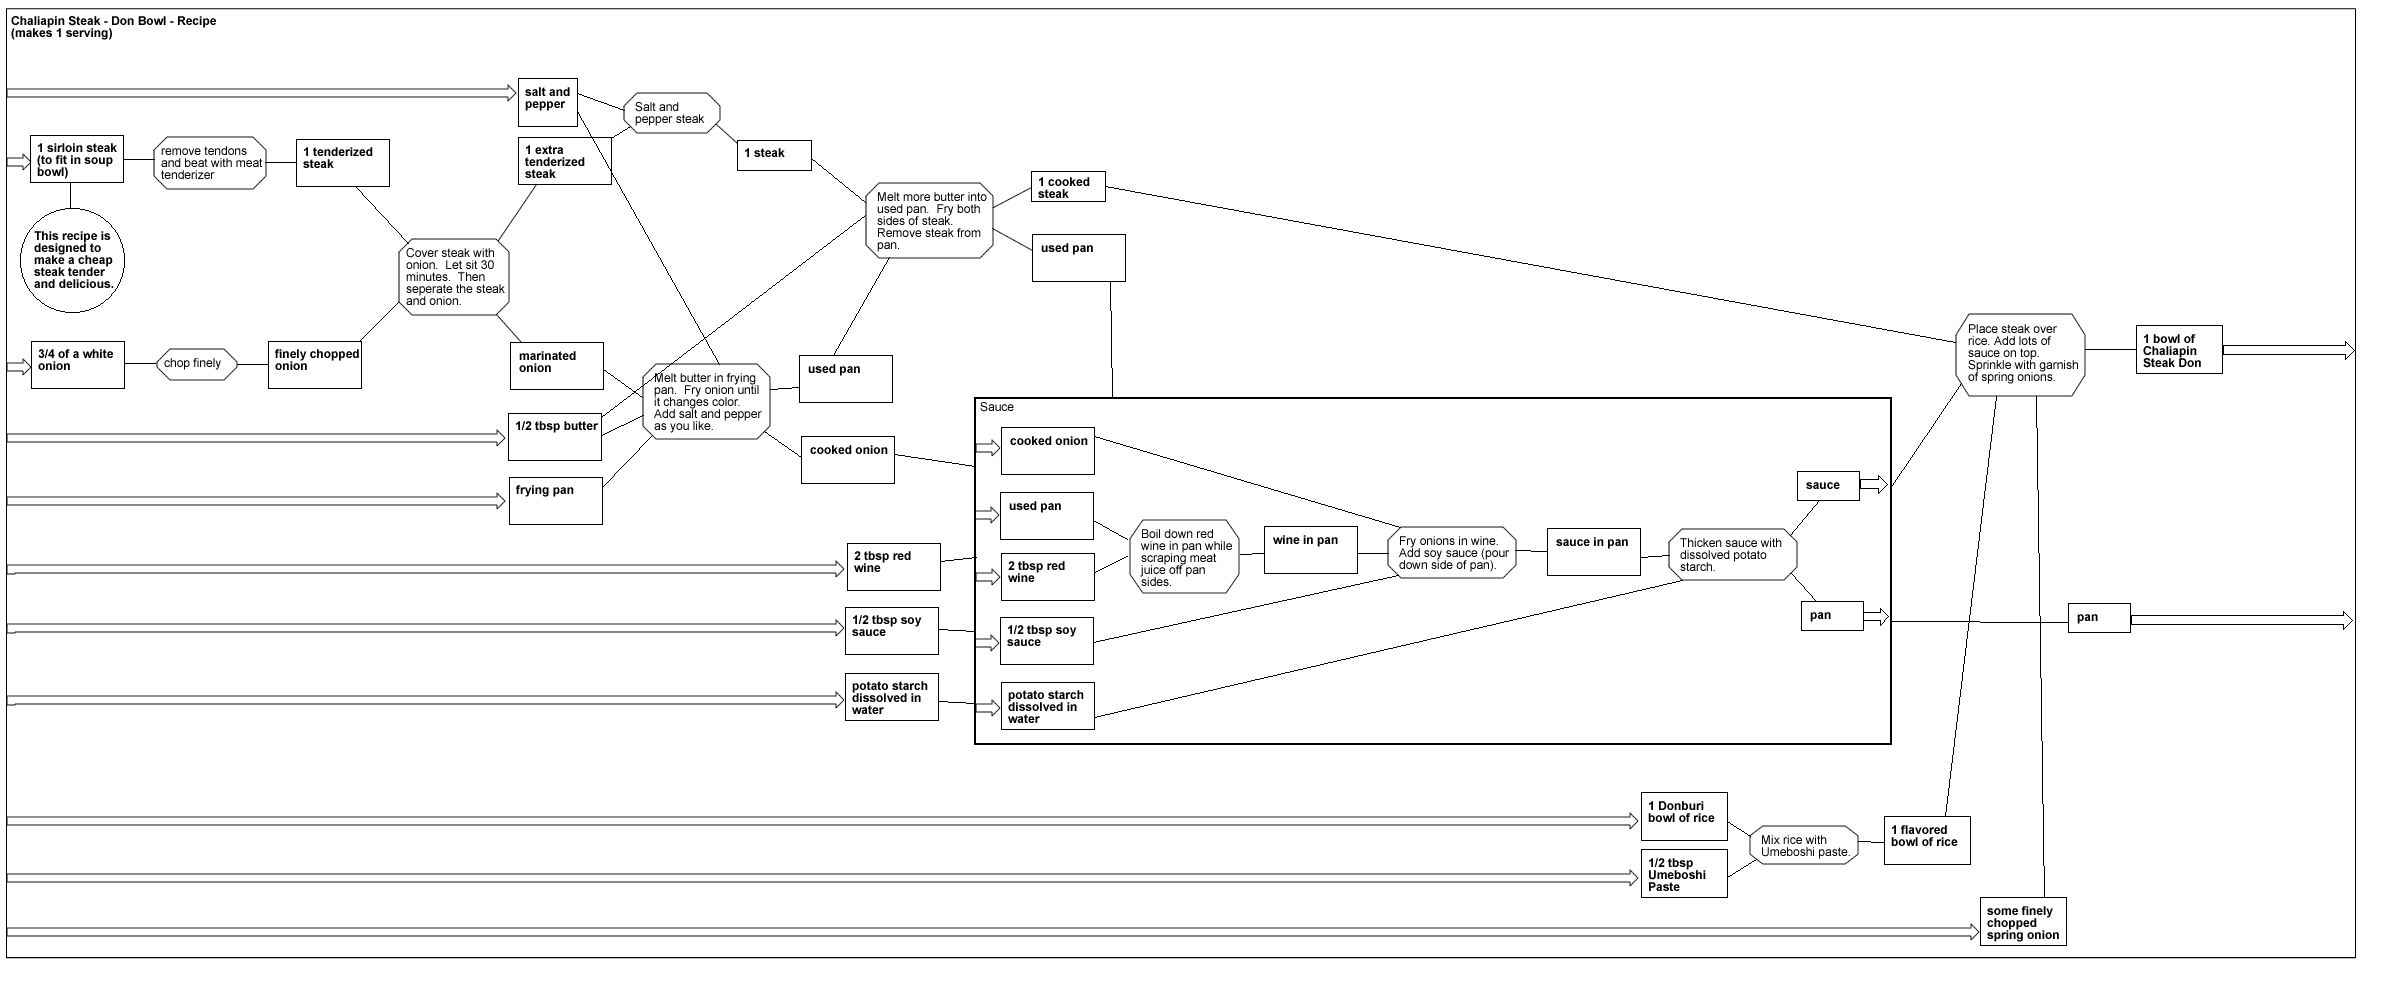 Chaliapin Steak - Don Bowl - Recipe
(makes 1 serving)
salt and
pepper
Salt and
pepper steak
1 sirloin steak
(to fit in soup
bowl)
remove tendons
and beat with meat
tenderizer
1 tenderized
steak
1 extra
tenderized
steak
1 steak
This recipe is
designed to
make a cheap
steak tender
and delicious.
Cover steak with
onion.  Let sit 30
minutes.  Then
seperate the steak
and onion.
Melt more butter into
used pan.  Fry both
sides of steak.
Remove steak from
pan.
1 cooked
steak
used pan
3/4 of a white
onion
chop finely
finely chopped
onion
marinated
onion
1/2 tbsp butter
frying pan
Melt butter in frying
pan.  Fry onion until
it changes color.
Add salt and pepper
as you like.
used pan
cooked onion
2 tbsp red
wine
1/2 tbsp soy
sauce
potato starch
dissolved in
water
Sauce
cooked onion
used pan
2 tbsp red
wine
1/2 tbsp soy
sauce
potato starch
dissolved in
water
Boil down red
wine in pan while
scraping meat
juice off pan
sides.
wine in pan
Fry onions in wine.
Add soy sauce (pour
down side of pan).
sauce in pan
Thicken sauce with
dissolved potato
starch.
sauce
pan
Place steak over
rice. Add lots of
sauce on top.
Sprinkle with garnish
of spring onions.
1 bowl of
Chaliapin
Steak Don
pan
1 Donburi
bowl of rice
1/2 tbsp
Umeboshi
Paste
Mix rice with
Umeboshi paste.
1 flavored
bowl of rice
some finely
chopped
spring onion